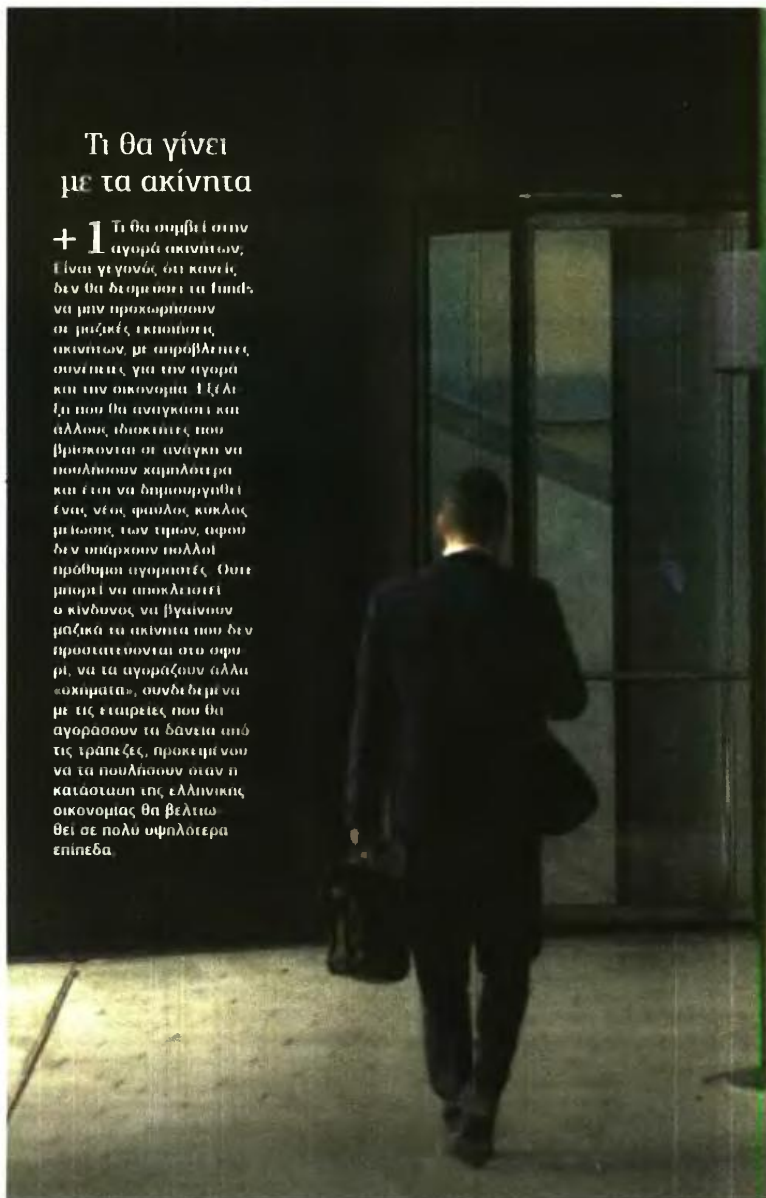 Τι θα γίνει
με τα ακίνητα
+1 Τι θα συμβεί στην
αγορά ακινήτων;
Είναι γεγονός ότι κανείς
δεν θα δεσμεύσει τα funds
να μην προχωρήσουν
σε μαζικές εκποιήσεις
ακινήτων, με απρόβλεπτες
συνέπειες για την αγορά
και την οικονομία. Εξέλι
ξη που θα αναγκάσει και
άλλους ιδιοκτήτες που
βρίσκονται σε ανάγκη να
πουλήσουν χαμηλότερα
και έτσι να δημιουργηθεί
ένας νέος φαύλος κύκλος
μείωσης των τιμών, αφού
δεν υπάρχουν πολλοί
πρόθυμοι αγοραστές. Ούτε
μπορεί να αποκλειστεί
ο κίνδυνος να βγαίνουν
μαζικά τα ακίνητα που δεν
προστατεύονται στο σφυ
ρί, να τα αγοράζουν άλλα
«οχήματα», συνδεδεμένα
με τις εταιρείες που θα
αγοράσουν τα δάνεια από
τις τράπεζες, προκειμένου
να τα πουλήσουν όταν η
κατάσταση της ελληνικής
οικονομίας θα βελτιω
θεί σε πολύ υψηλότερα
επίπεδα.